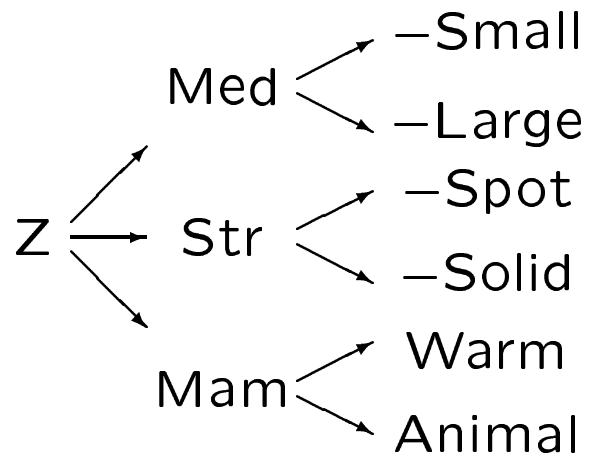 –Small
Med
–Large
–Spot
Z
Str
–Solid
Warm
Mam
Animal